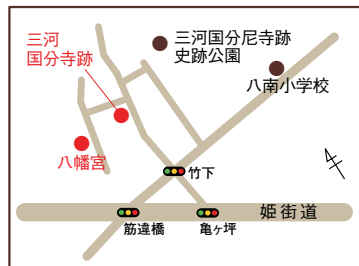 三河
国分寺跡
三河国分尼寺跡
史跡公園
八南小学校
八幡宮
竹下
姫街道
筋違橋
亀ヶ坪